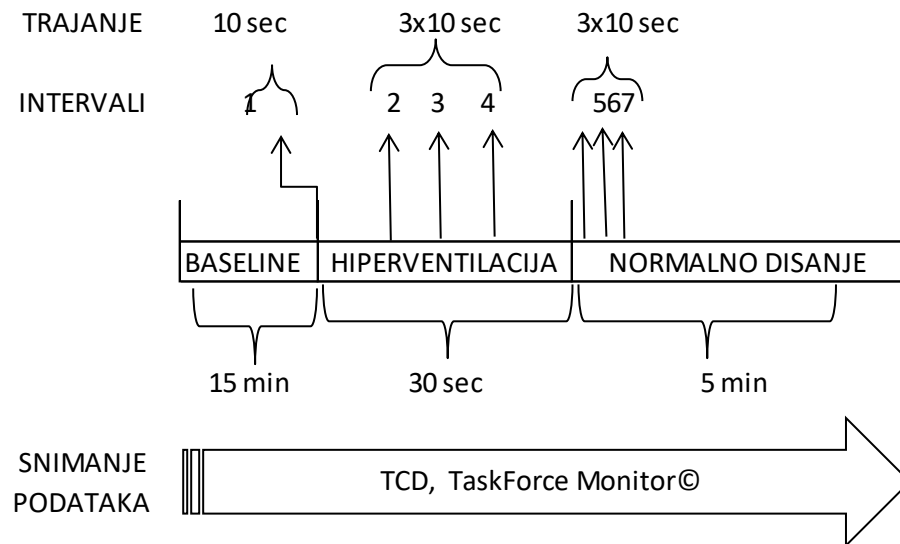 TRAJANJE 10 sec 3x10 sec 3x10 sec
INTERVALI 1 2 3 4 567
BASELINE HIPERVENTILACIJA NORMALNO DISANJE
15 min 30 sec 5 min
SNIMANJE
PODATAKA
TCD, TaskForce Monitor©